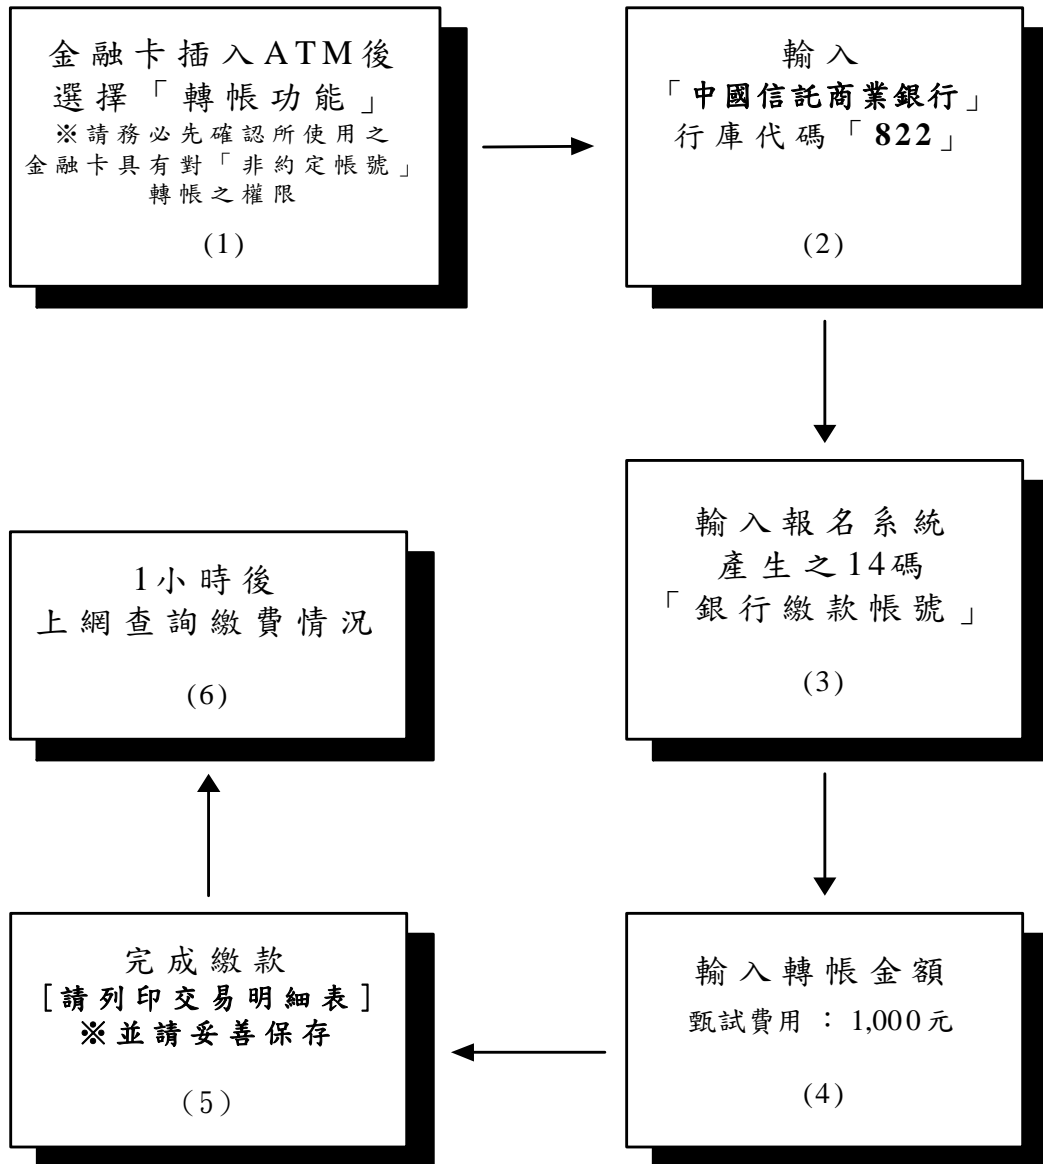 金融卡插入ATM後
選擇「轉帳功能」
※請務必先確認所使用之
金融卡具有對「非約定帳號」
轉帳之權限
(1)
輸入
「中國信託商業銀行」
行庫代碼「822」
(2)
輸入報名系統
產生之14碼
「銀行繳款帳號」
(3)
輸入轉帳金額
甄試費用：1,000元
(4)
完成繳款
[請列印交易明細表]
※並請妥善保存
(5)
1小時後
上網查詢繳費情況
(6)